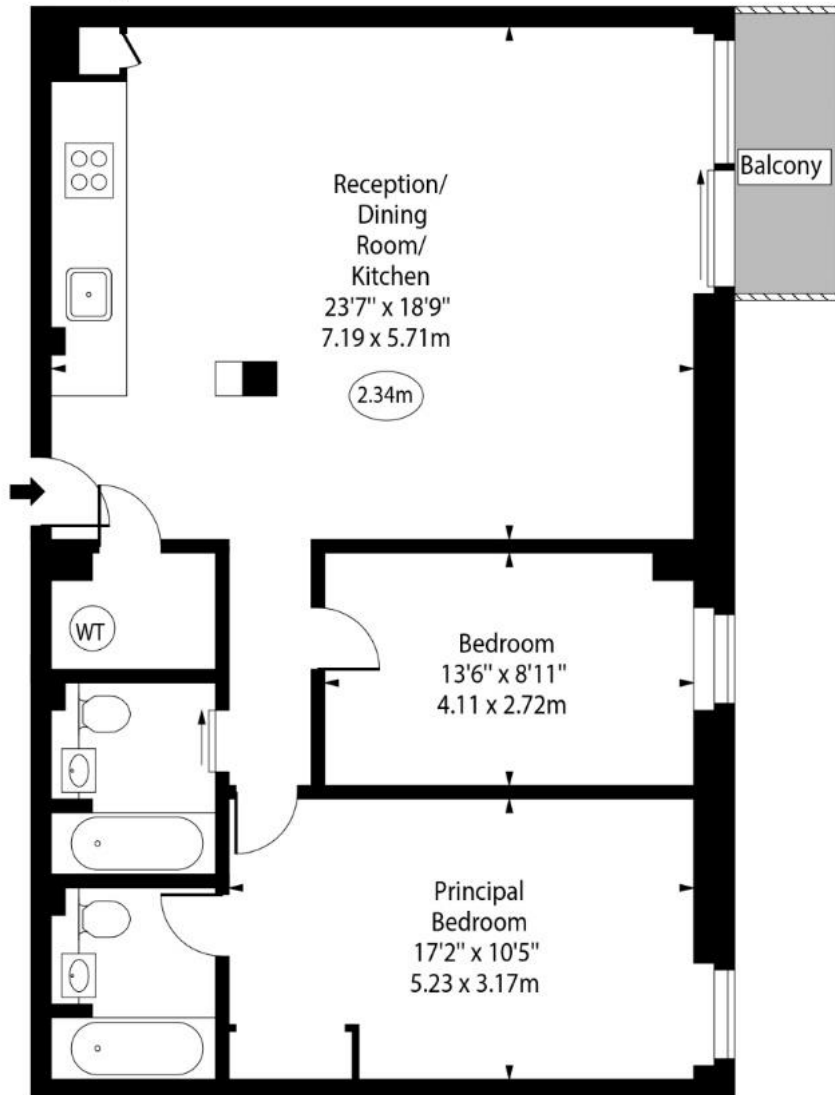 Reception/
Dining
Room/
Kitchen
23'7" x 18'9"
7.19 x 5.71m
2.34m
Balcony
WT
Bedroom
13'6" x 8'11"
4.11 x 2.72m
Principal
Bedroom
17'2" x 10'5"
5.23 x 3.17m